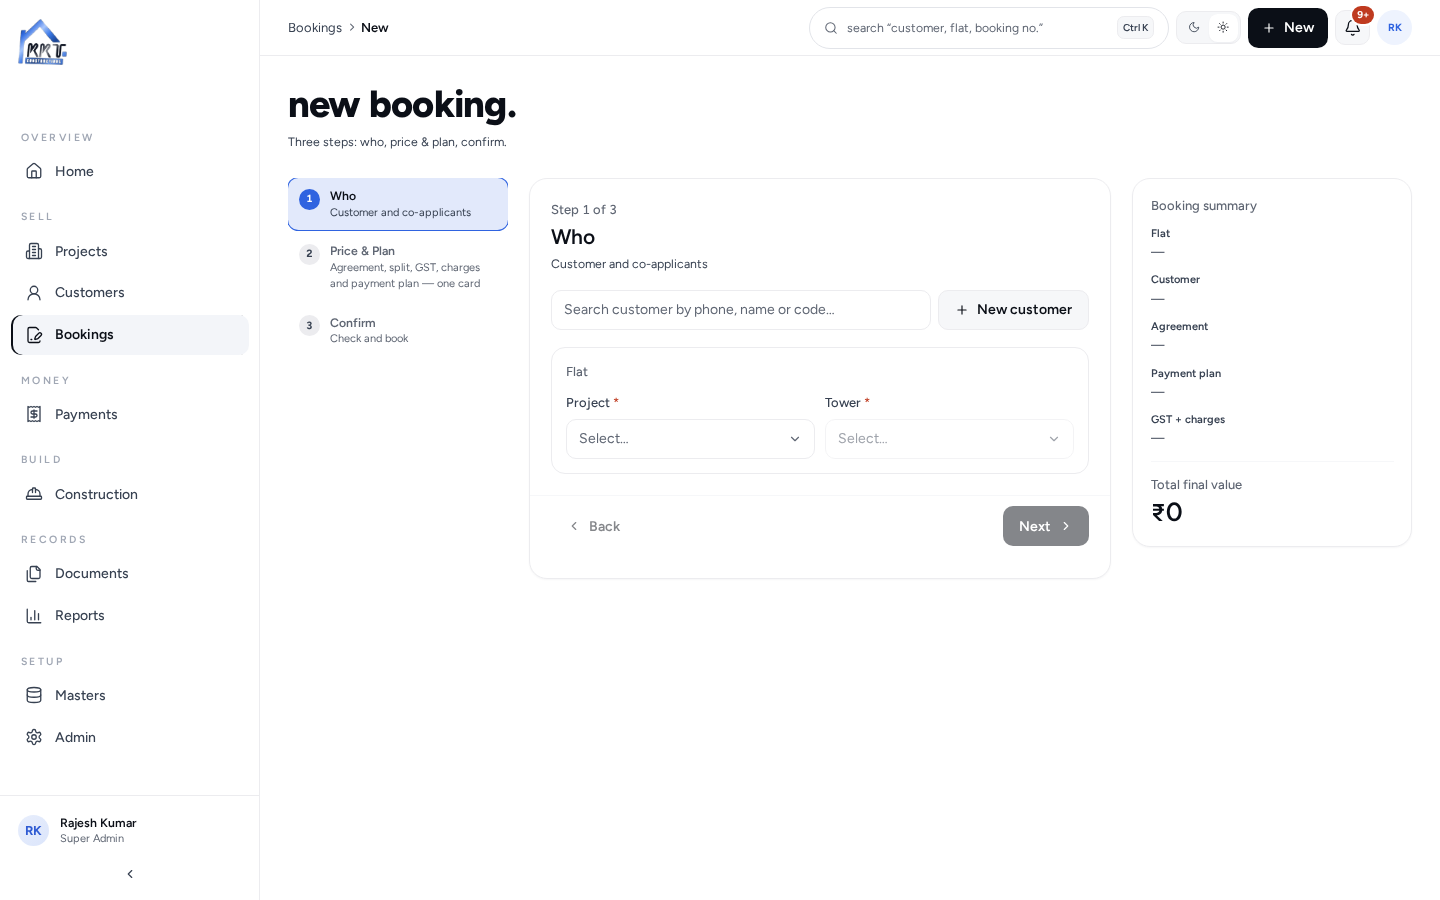 RRT
CONSTRUCTIONS
Bookings > New
search “customer, flat, booking no.”
Ctrl K
New
9+
RK
OVERVIEW
Home
SELL
Projects
Customers
Bookings
MONEY
Payments
BUILD
Construction
RECORDS
Documents
Reports
SETUP
Masters
Admin
RK
Rajesh Kumar
Super Admin
new booking.
Three steps: who, price & plan, confirm.
1
Who
Customer and co-applicants
2
Price & Plan
Agreement, split, GST, charges
and payment plan — one card
3
Confirm
Check and book
Step 1 of 3
Who
Customer and co-applicants
Search customer by phone, name or code...
New customer
Flat
Project *
Tower *
Select...
Select...
Back
Next
Booking summary
Flat
—
Customer
—
Agreement
—
Payment plan
—
GST + charges
—
Total final value
₹0